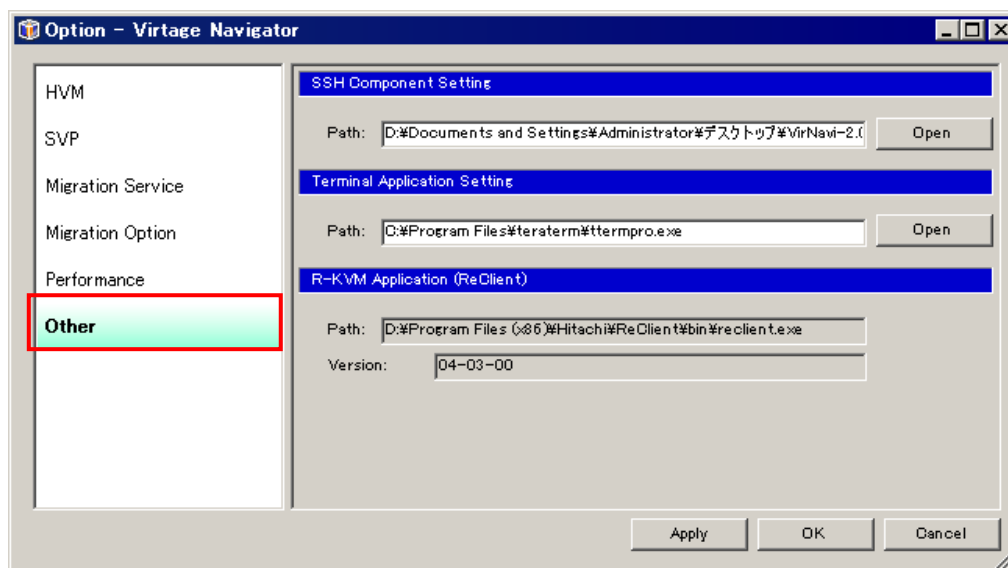 Option - Virtage Navigator
HVM
SVP
Migration Service
Migration Option
Performance
Other
SSH Component Setting
Path: D:¥Documents and Settings¥Administrator¥デスクトップ¥VirNavi-2.0 Open
Terminal Application Setting
Path: C:¥Program Files¥teraterm¥ttermpro.exe Open
R-KVM Application (ReClient)
Path: D:¥Program Files (x86)¥Hitachi¥ReClient¥bin¥reclient.exe
Version: 04-03-00
Apply OK Cancel